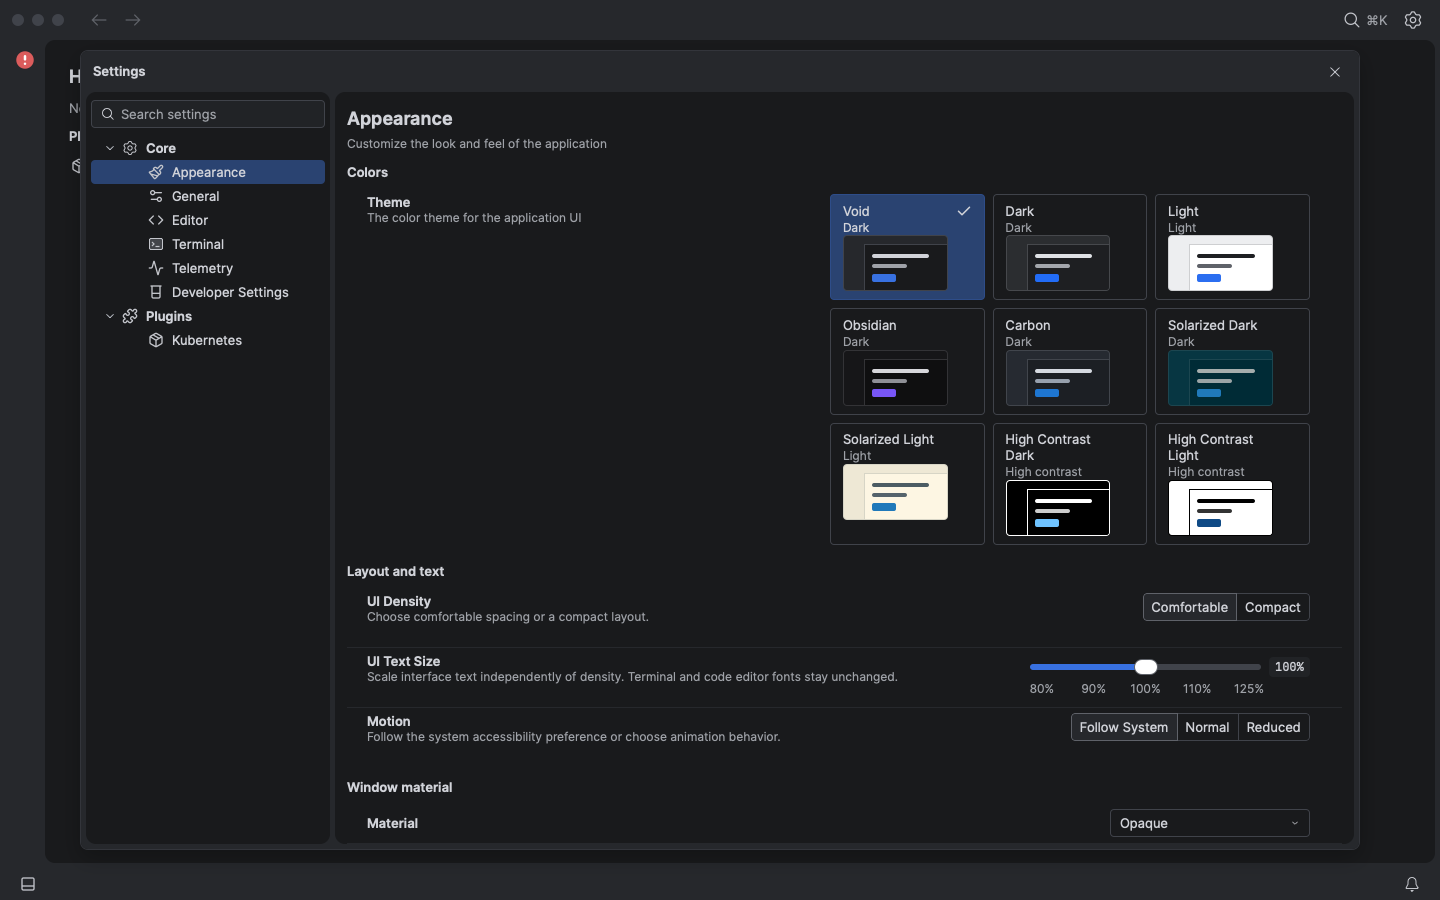 ⌘K
Settings
Search settings
Core
Appearance
General
Editor
Terminal
Telemetry
Developer Settings
Plugins
Kubernetes
Appearance
Customize the look and feel of the application
Colors
Theme
The color theme for the application UI
Void
Dark
Dark
Dark
Light
Light
Obsidian
Dark
Carbon
Dark
Solarized Dark
Dark
Solarized Light
Light
High Contrast
Dark
High contrast
High Contrast
Light
High contrast
Layout and text
UI Density
Choose comfortable spacing or a compact layout.
Comfortable
Compact
UI Text Size
Scale interface text independently of density. Terminal and code editor fonts stay unchanged.
100%
80% 90% 100% 110% 125%
Motion
Follow the system accessibility preference or choose animation behavior.
Follow System
Normal
Reduced
Window material
Material
Opaque